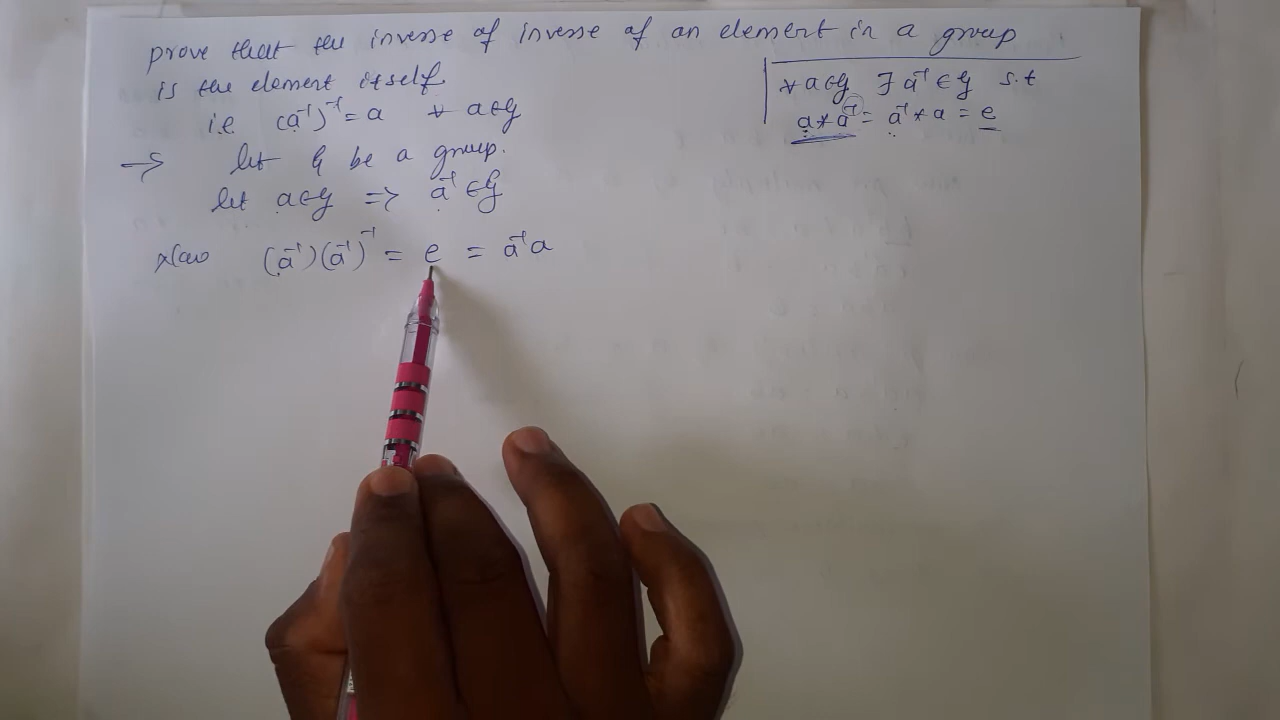 prove that the inverse of inverse of an element in a group
is the element itself.
i.e (a⁻¹)⁻¹ = a ∀ a∈G
→ let G be a group.
let a∈G => a⁻¹∈G
Now (a⁻¹)(a⁻¹)⁻¹ = e = a⁻¹a
∀ a∈G ∃ a⁻¹∈G s.t
a*a⁻¹ = a⁻¹*a = e